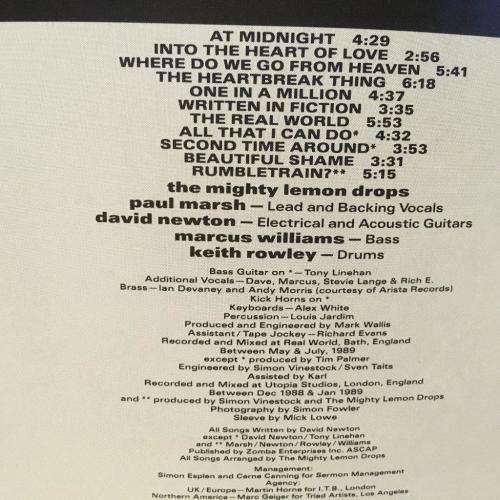 AT MIDNIGHT 4:29
INTO THE HEART OF LOVE 2:56
WHERE DO WE GO FROM HEAVEN 5:41
THE HEARTBREAK THING 6:18
ONE IN A MILLION 4:37
WRITTEN IN FICTION 3:35
THE REAL WORLD 5:53
ALL THAT I CAN DO* 4:32
SECOND TIME AROUND* 3:53
BEAUTIFUL SHAME 3:31
RUMBLETRAIN?** 5:15
the mighty lemon drops
paul marsh — Lead and Backing Vocals
david newton — Electrical and Acoustic Guitars
marcus williams — Bass
keith rowley — Drums
Bass Guitar on * — Tony Linehan
Additional Vocals — Dave, Marcus, Stevie Lange & Rich E.
Brass — Ian Devaney and Andy Morris (courtesy of Arista Records)
Kick Horns on *
Keyboards — Alex White
Percussion — Louis Jardim
Produced and Engineered by Mark Wallis
Assistant/Tape Jockey — Richard Evans
Recorded and Mixed at Real World, Bath, England
Between May & July, 1989
except * produced by Tim Palmer
Engineered by Simon Vinestock/Sven Taits
Assisted by Karl
Recorded and Mixed at Utopia Studios, London, England
Between Dec 1988 & Jan 1989
and ** produced by Simon Vinestock and The Mighty Lemon Drops
Photography by Simon Fowler
Sleeve by Mick Lowe
All Songs Written by David Newton
except * David Newton/Tony Linehan
and ** Marsh/Newton/Rowley/Williams
Published by Zomba Enterprises Inc. ASCAP
All Songs Arranged by The Mighty Lemon Drops
Management:
Simon Esplen and Cerne Canning for Sermon Management
Agency:
UK/Europe — Martin Horne for I.T.B., London
Northern America — Marc Geiger for Triad Artists, Los Angeles